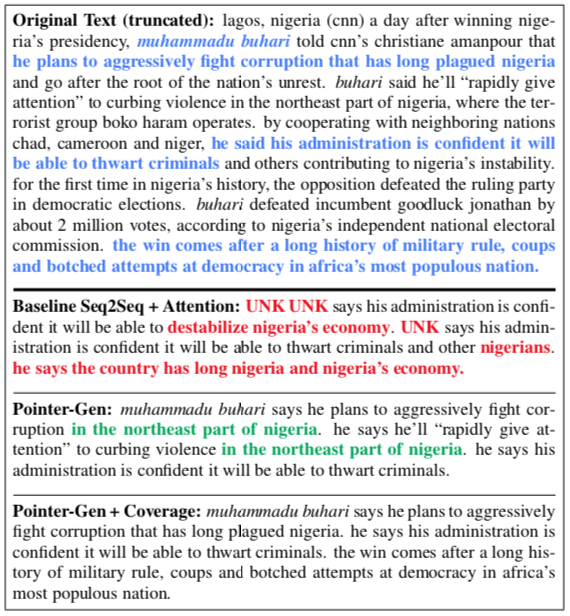 Original Text (truncated): lagos, nigeria (cnn) a day after winning nige-
ria's presidency, muhammadu buhari told cnn's christiane amanpour that
he plans to aggressively fight corruption that has long plagued nigeria
and go after the root of the nation's unrest. buhari said he'll “rapidly give
attention” to curbing violence in the northeast part of nigeria, where the ter-
rorist group boko haram operates. by cooperating with neighboring nations
chad, cameroon and niger, he said his administration is confident it will
be able to thwart criminals and others contributing to nigeria's instability.
for the first time in nigeria's history, the opposition defeated the ruling party
in democratic elections. buhari defeated incumbent goodluck jonathan by
about 2 million votes, according to nigeria's independent national electoral
commission. the win comes after a long history of military rule, coups
and botched attempts at democracy in africa's most populous nation.
Baseline Seq2Seq + Attention: UNK UNK says his administration is confi-
dent it will be able to destabilize nigeria's economy. UNK says his admin-
istration is confident it will be able to thwart criminals and other nigerians.
he says the country has long nigeria and nigeria's economy.
Pointer-Gen: muhammadu buhari says he plans to aggressively fight cor-
ruption in the northeast part of nigeria. he says he'll “rapidly give at-
tention” to curbing violence in the northeast part of nigeria. he says his
administration is confident it will be able to thwart criminals.
Pointer-Gen + Coverage: muhammadu buhari says he plans to aggressively
fight corruption that has long plagued nigeria. he says his administration is
confident it will be able to thwart criminals. the win comes after a long his-
tory of military rule, coups and botched attempts at democracy in africa's
most populous nation.